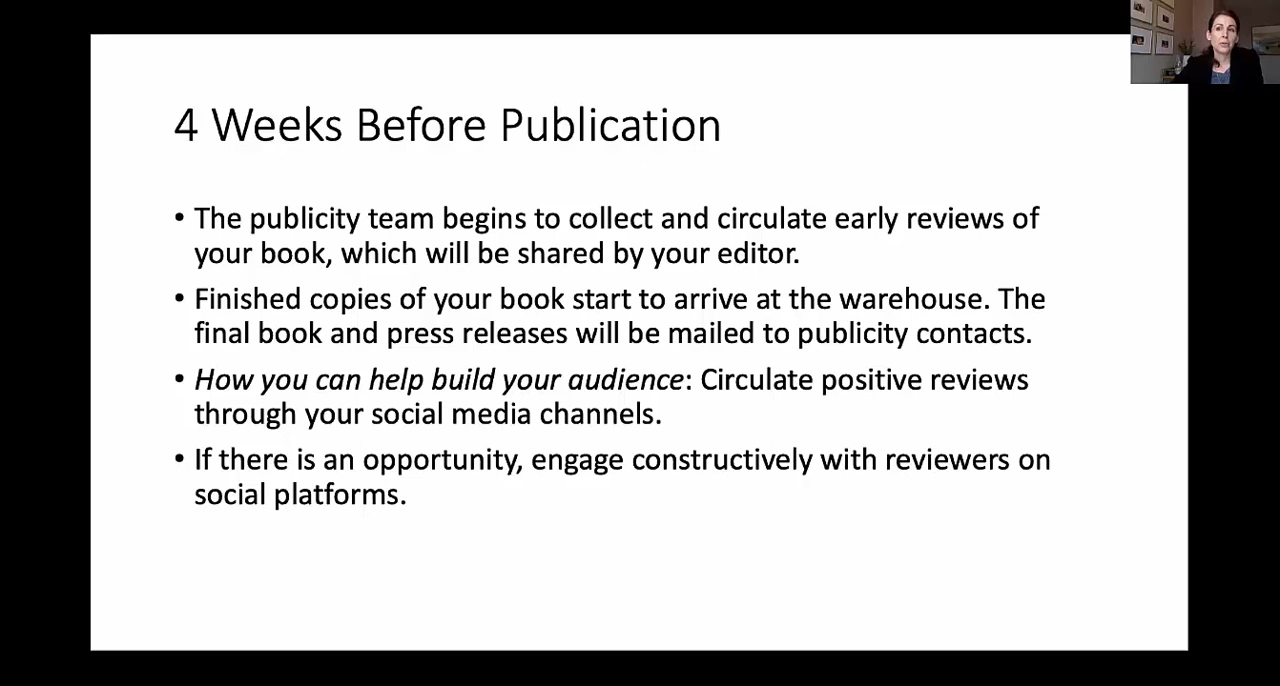 4 Weeks Before Publication
• The publicity team begins to collect and circulate early reviews of
your book, which will be shared by your editor.
• Finished copies of your book start to arrive at the warehouse. The
final book and press releases will be mailed to publicity contacts.
• How you can help build your audience: Circulate positive reviews
through your social media channels.
• If there is an opportunity, engage constructively with reviewers on
social platforms.